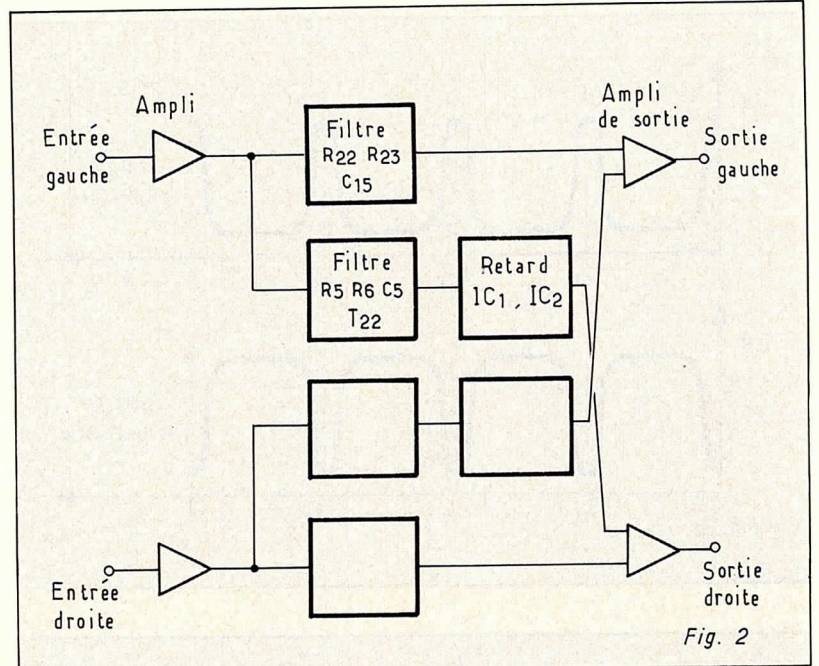 Ampli
Entrée
gauche
Filtre
R22 R23
C15
Ampli
de sortie
Sortie
gauche
Filtre
R5 R6 C5
T22
Retard
IC1, IC2
Entrée
droite
Sortie
droite
Fig. 2